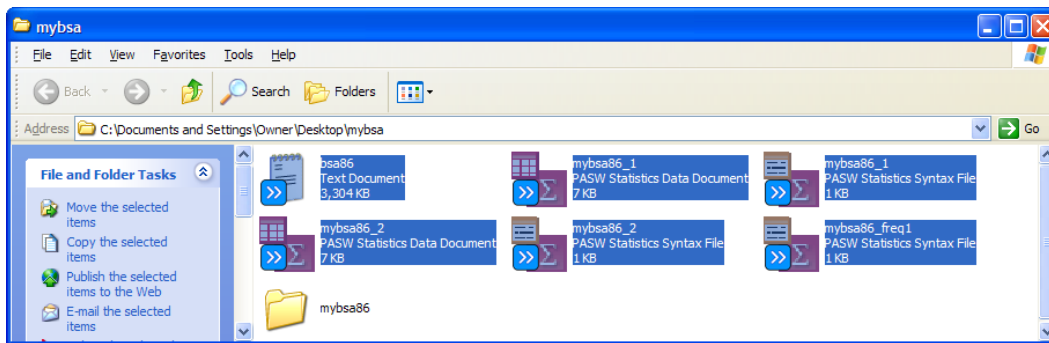 mybsa
File Edit View Favorites Tools Help
Back Search Folders
Address C:\Documents and Settings\Owner\Desktop\mybsa Go
File and Folder Tasks
Move the selected
items
Copy the selected
items
Publish the selected
items to the Web
E-mail the selected
items
bsa86
Text Document
3,304 KB
mybsa86_1
PASW Statistics Data Document
7 KB
mybsa86_1
PASW Statistics Syntax File
1 KB
mybsa86_2
PASW Statistics Data Document
7 KB
mybsa86_2
PASW Statistics Syntax File
1 KB
mybsa86_freq1
PASW Statistics Syntax File
1 KB
mybsa86